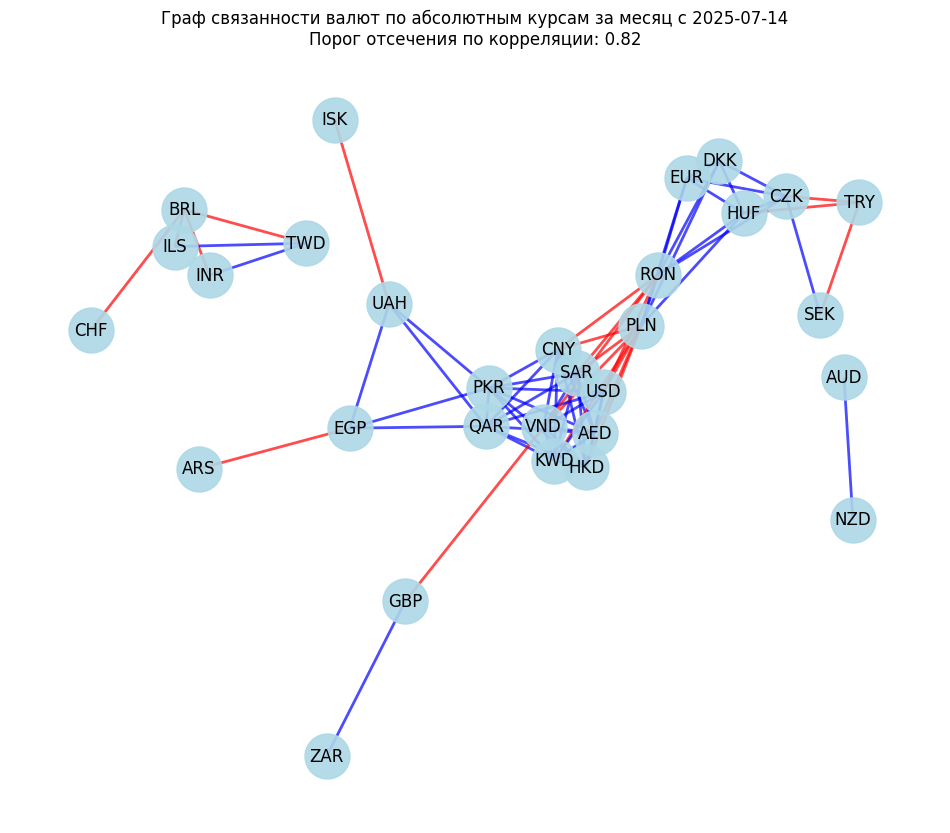 Граф связанности валют по абсолютным курсам за месяц с 2025-07-14
Порог отсечения по корреляции: 0.82
ISK
DKK
EUR
CZK
TRY
BRL
HUF
ILS
TWD
INR
RON
UAH
SEK
PLN
CHF
CNY
SAR
AUD
PKR
USD
QAR
VND
EGP
AED
KWD
HKD
ARS
NZD
GBP
ZAR